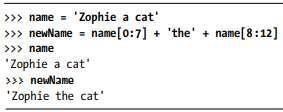 >>> name = 'Zophie a cat'
>>> newName = name[0:7] + 'the' + name[8:12]
>>> name
'Zophie a cat'
>>> newName
'Zophie the cat'